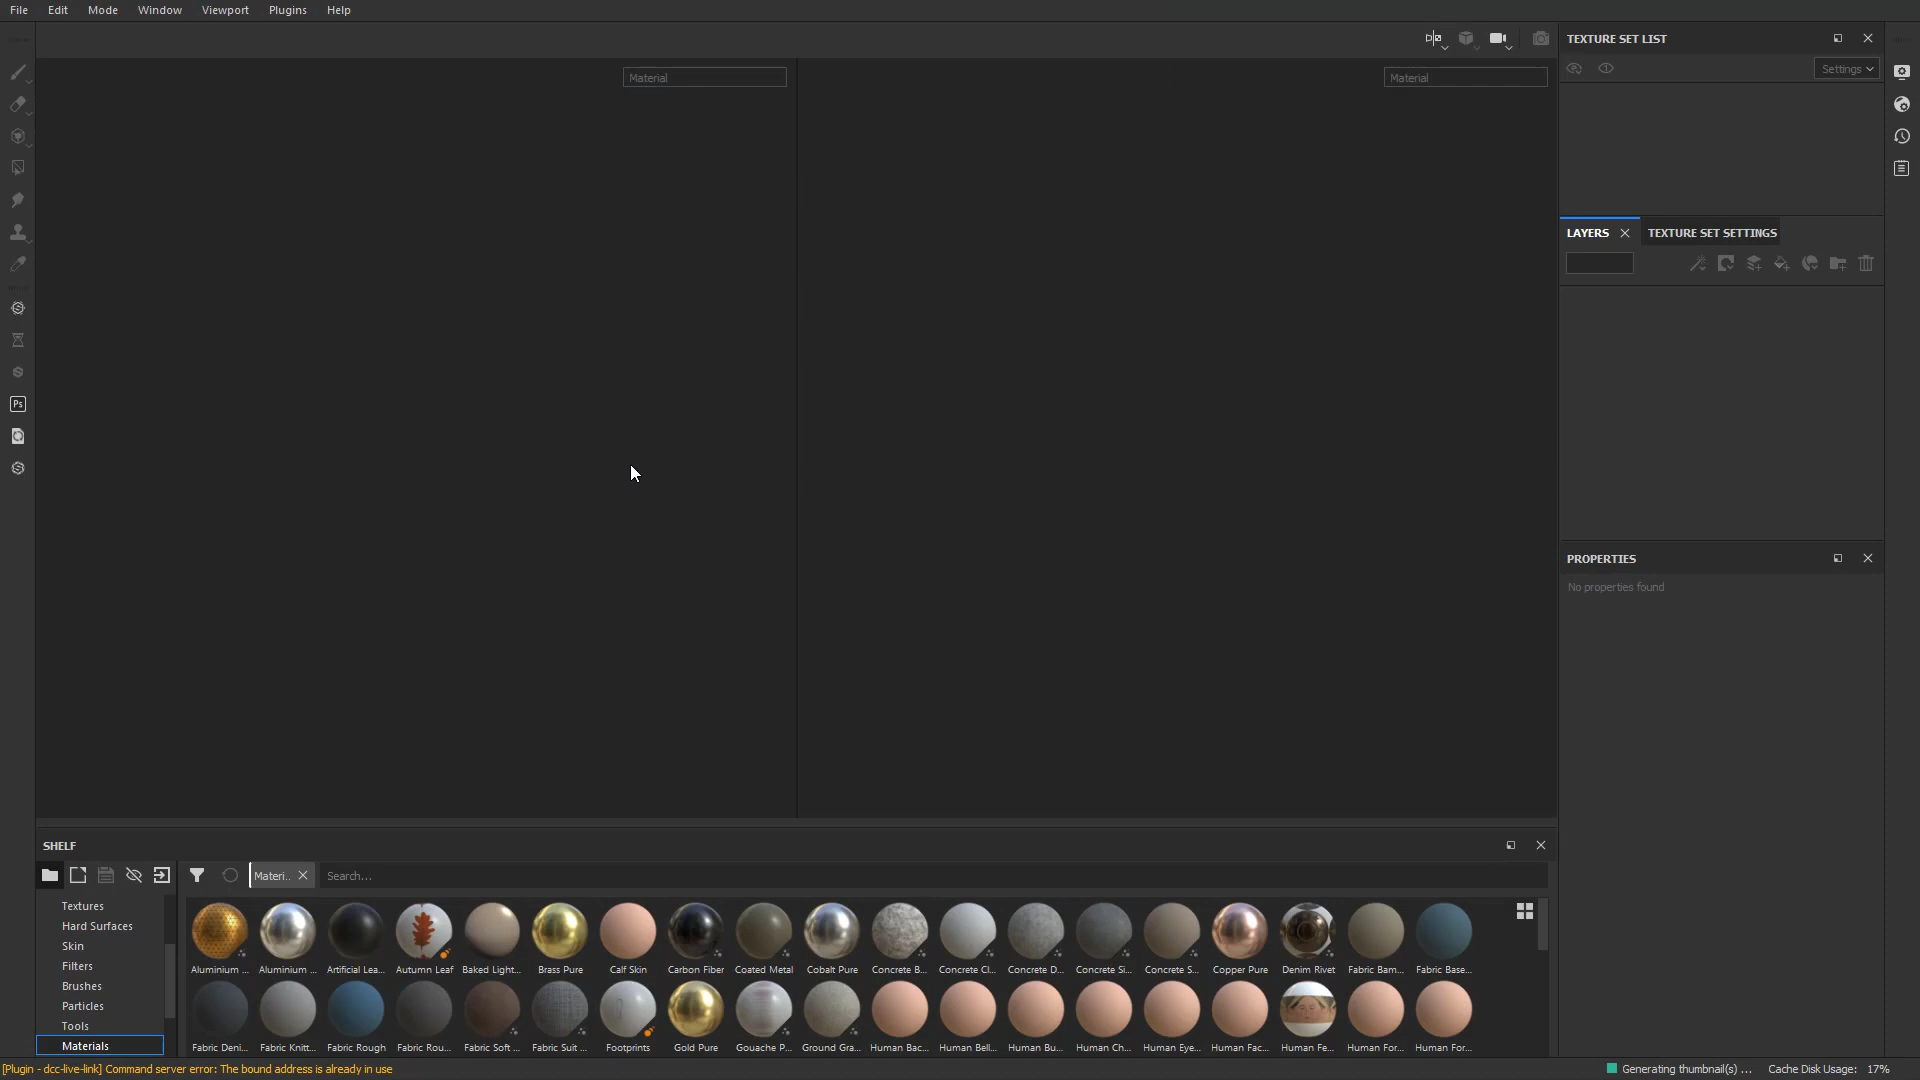 File Edit Mode Window Viewport Plugins Help
TEXTURE SET LIST
Material
Material
Settings
LAYERS TEXTURE SET SETTINGS
PROPERTIES
No properties found
Ps
SHELF
Materi.. Search...
Textures
Hard Surfaces
Skin
Filters
Brushes
Particles
Tools
Materials
Aluminium ... Aluminium ... Artificial Lea... Autumn Leaf Baked Light... Brass Pure Calf Skin Carbon Fiber Coated Metal Cobalt Pure Concrete B... Concrete Cl... Concrete D... Concrete Si... Concrete S... Copper Pure Denim Rivet Fabric Bam... Fabric Base...
Fabric Deni... Fabric Knitt... Fabric Rough Fabric Rou... Fabric Soft ... Fabric Suit ... Footprints Gold Pure Gouache P... Ground Gra... Human Bac... Human Bell... Human Bu... Human Ch... Human Eye... Human Fac... Human Fe... Human For... Human For...
[Plugin - dcc-live-link] Command server error: The bound address is already in use
Generating thumbnail(s) ... Cache Disk Usage: 17%